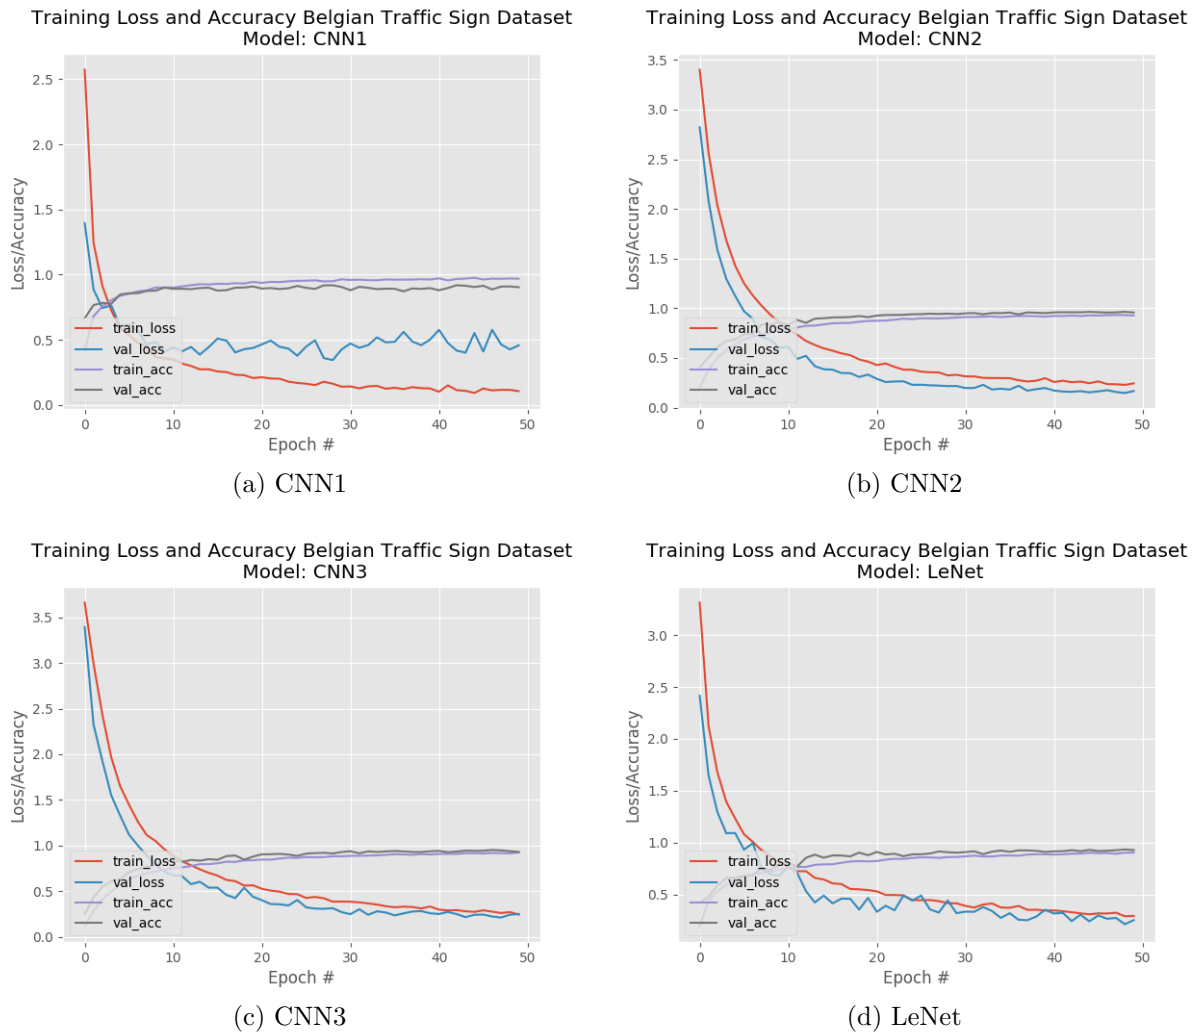 Training Loss and Accuracy Belgian Traffic Sign Dataset
Model: CNN1
2.5
2.0
1.5
1.0
0.5
0.0
Loss/Accuracy
train_loss
val_loss
train_acc
val_acc
0 10 20 30 40 50
Epoch #
(a) CNN1
Training Loss and Accuracy Belgian Traffic Sign Dataset
Model: CNN2
3.5
3.0
2.5
2.0
1.5
1.0
0.5
0.0
Loss/Accuracy
train_loss
val_loss
train_acc
val_acc
0 10 20 30 40 50
Epoch #
(b) CNN2
Training Loss and Accuracy Belgian Traffic Sign Dataset
Model: CNN3
3.5
3.0
2.5
2.0
1.5
1.0
0.5
0.0
Loss/Accuracy
train_loss
val_loss
train_acc
val_acc
0 10 20 30 40 50
Epoch #
(c) CNN3
Training Loss and Accuracy Belgian Traffic Sign Dataset
Model: LeNet
3.0
2.5
2.0
1.5
1.0
0.5
Loss/Accuracy
train_loss
val_loss
train_acc
val_acc
0 10 20 30 40 50
Epoch #
(d) LeNet